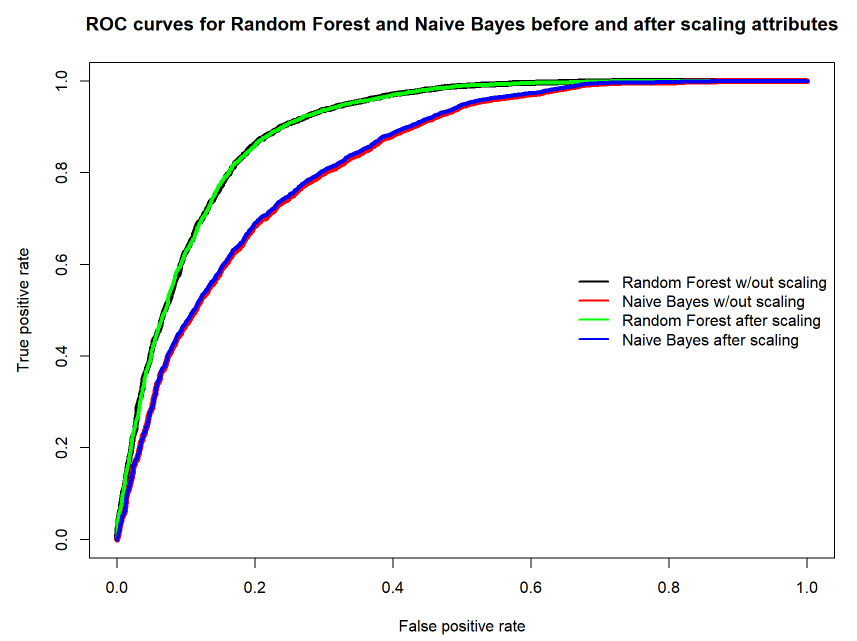 ROC curves for Random Forest and Naive Bayes before and after scaling attributes
True positive rate
1.0
0.8
0.6
0.4
0.2
0.0
Random Forest w/out scaling
Naive Bayes w/out scaling
Random Forest after scaling
Naive Bayes after scaling
0.0 0.2 0.4 0.6 0.8 1.0
False positive rate